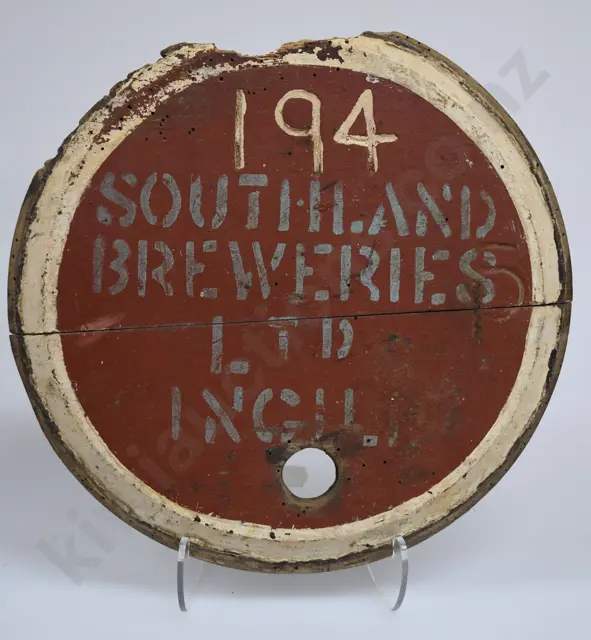 194
SOUTHLAND
BREWERIES
LTD